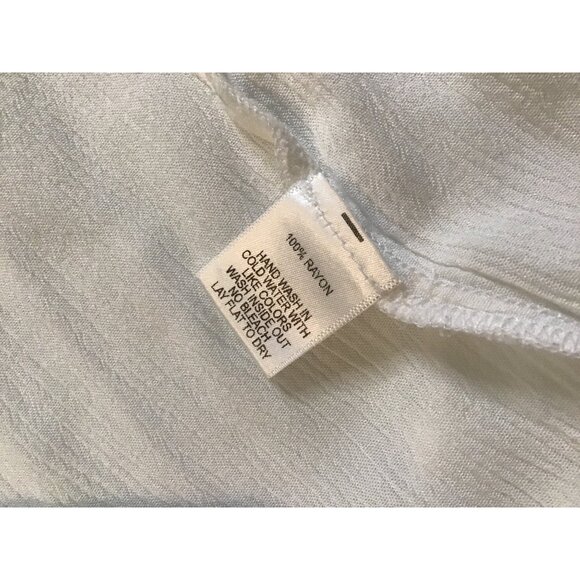 100% RAYON
HAND WASH IN
COLD WATER WITH
LIKE COLORS
WASH INSIDE OUT
NO BLEACH
LAY FLAT TO DRY